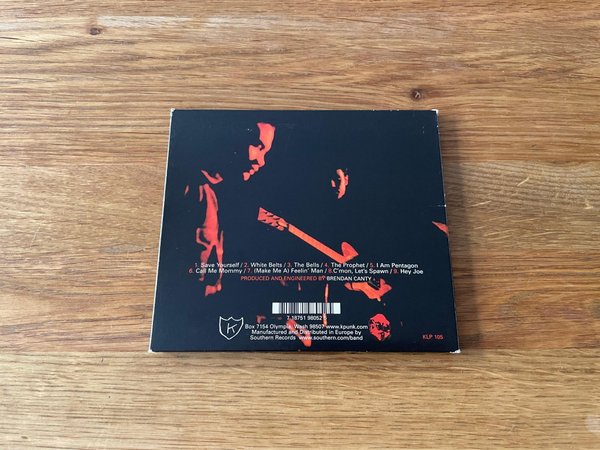 1. Save Yourself / 2. White Belts / 3. The Bells / 4. The Prophet / 5. I Am Pentagon
6. Call Me Mommy / 7. (Make Me A) Feelin' Man / 8.C'mon, Let's Spawn / 9. Hey Joe
PRODUCED AND ENGINEERED BY BRENDAN CANTY
7 18751 98052
K
Box 7154 Olympia, Wash 98507 www.kpunk.com
Manufactured and Distributed in Europe by
Southern Records www.southern.com/band
KLP 105